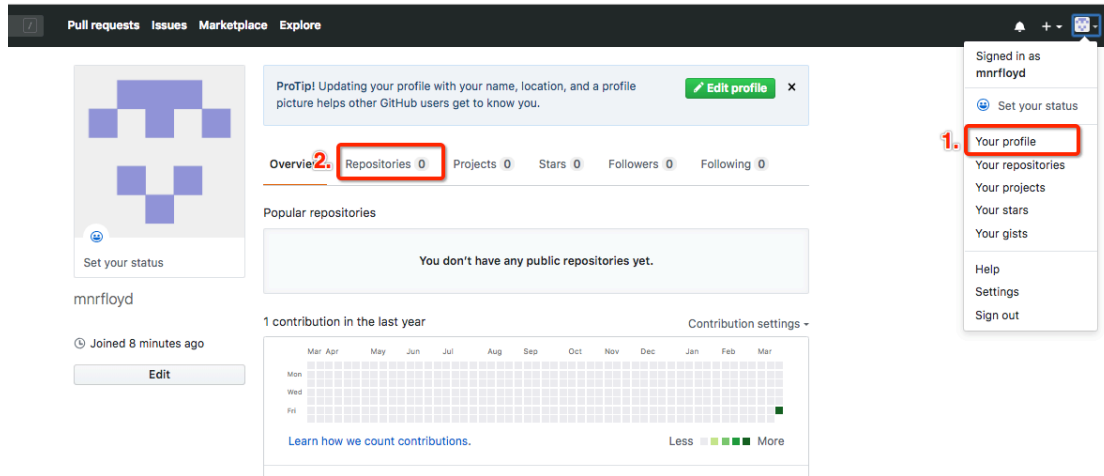 / Pull requests Issues Marketplace Explore
Signed in as
mnrfloyd
Set your status
1. Your profile
Your repositories
Your projects
Your stars
Your gists
Help
Settings
Sign out
ProTip! Updating your profile with your name, location, and a profile
picture helps other GitHub users get to know you.
Edit profile
2. Repositories 0 Projects 0 Stars 0 Followers 0 Following 0
Popular repositories
You don't have any public repositories yet.
Set your status
mnrfloyd
Joined 8 minutes ago
Edit
1 contribution in the last year
Contribution settings
Mar Apr May Jun Jul Aug Sep Oct Nov Dec Jan Feb Mar
Mon
Wed
Fri
Learn how we count contributions.
Less More